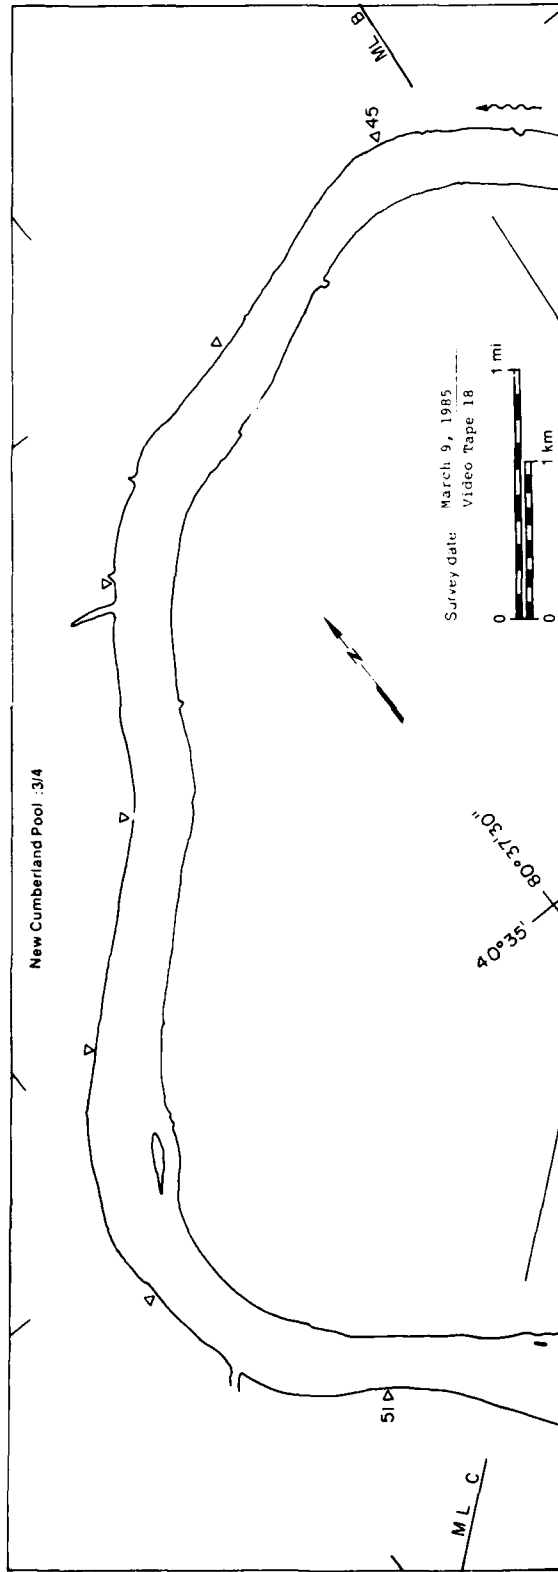 New Cumberland Pool :3/4
ML B
45
51
ML C
N
40°35'
80°37'30"
Survey date March 9, 1985
Video Tape 18
0 1 mi
0 1 km